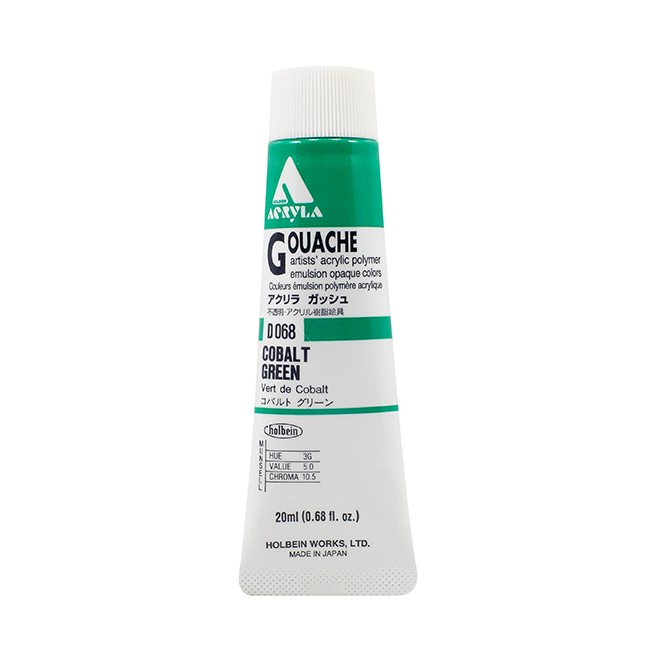 HOLBEIN
ACRYLA
GOUACHE
artists' acrylic polymer
emulsion opaque colors
Couleurs émulsion polymère acrylique
アクリラ ガッシュ
不透明・アクリル樹脂絵具
D068
COBALT
GREEN
Vert de Cobalt
コバルト グリーン
holbein
MUNSELL
HUE 3G
VALUE 5.0
CHROMA 10.5
20ml (0.68 fl. oz.)
HOLBEIN WORKS, LTD.
MADE IN JAPAN